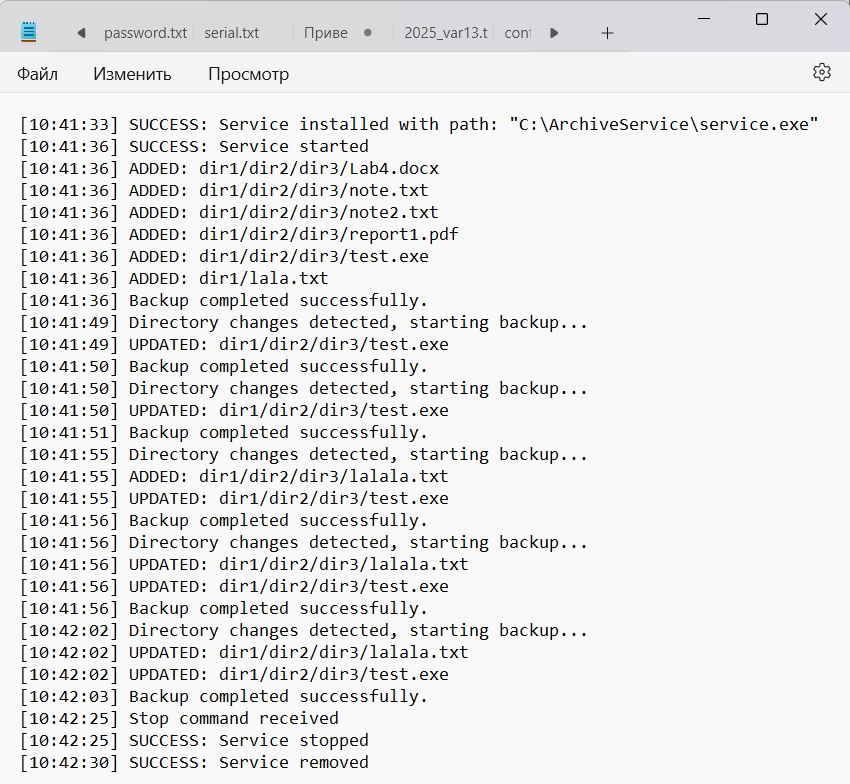 password.txt serial.txt Приве 2025_var13.t conf
Файл Изменить Просмотр
[10:41:33] SUCCESS: Service installed with path: "C:\ArchiveService\service.exe"
[10:41:36] SUCCESS: Service started
[10:41:36] ADDED: dir1/dir2/dir3/Lab4.docx
[10:41:36] ADDED: dir1/dir2/dir3/note.txt
[10:41:36] ADDED: dir1/dir2/dir3/note2.txt
[10:41:36] ADDED: dir1/dir2/dir3/report1.pdf
[10:41:36] ADDED: dir1/dir2/dir3/test.exe
[10:41:36] ADDED: dir1/lala.txt
[10:41:36] Backup completed successfully.
[10:41:49] Directory changes detected, starting backup...
[10:41:49] UPDATED: dir1/dir2/dir3/test.exe
[10:41:50] Backup completed successfully.
[10:41:50] Directory changes detected, starting backup...
[10:41:50] UPDATED: dir1/dir2/dir3/test.exe
[10:41:51] Backup completed successfully.
[10:41:55] Directory changes detected, starting backup...
[10:41:55] ADDED: dir1/dir2/dir3/lalala.txt
[10:41:55] UPDATED: dir1/dir2/dir3/test.exe
[10:41:56] Backup completed successfully.
[10:41:56] Directory changes detected, starting backup...
[10:41:56] UPDATED: dir1/dir2/dir3/lalala.txt
[10:41:56] UPDATED: dir1/dir2/dir3/test.exe
[10:41:56] Backup completed successfully.
[10:42:02] Directory changes detected, starting backup...
[10:42:02] UPDATED: dir1/dir2/dir3/lalala.txt
[10:42:02] UPDATED: dir1/dir2/dir3/test.exe
[10:42:03] Backup completed successfully.
[10:42:25] Stop command received
[10:42:25] SUCCESS: Service stopped
[10:42:30] SUCCESS: Service removed